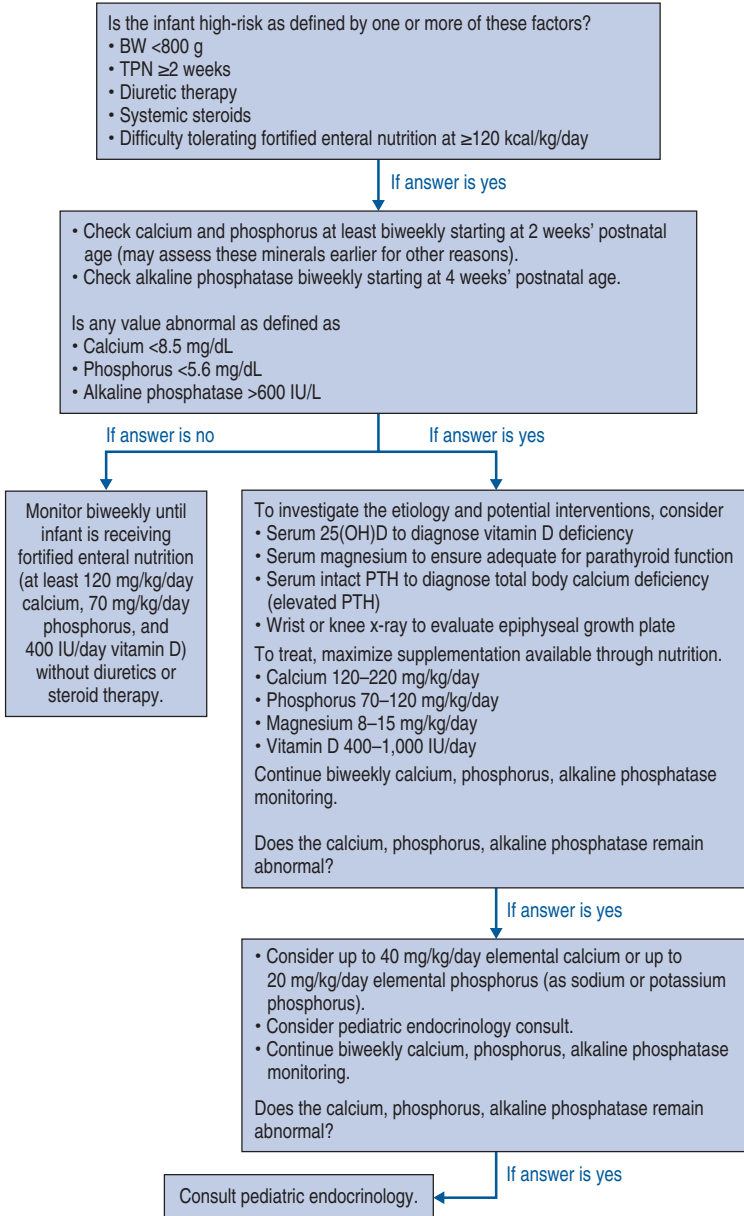 Is the infant high-risk as defined by one or more of these factors?
• BW <800 g
• TPN ≥2 weeks
• Diuretic therapy
• Systemic steroids
• Difficulty tolerating fortified enteral nutrition at ≥120 kcal/kg/day
If answer is yes
• Check calcium and phosphorus at least biweekly starting at 2 weeks’ postnatal
age (may assess these minerals earlier for other reasons).
• Check alkaline phosphatase biweekly starting at 4 weeks’ postnatal age.
Is any value abnormal as defined as
• Calcium <8.5 mg/dL
• Phosphorus <5.6 mg/dL
• Alkaline phosphatase >600 IU/L
If answer is no
If answer is yes
Monitor biweekly until
infant is receiving
fortified enteral nutrition
(at least 120 mg/kg/day
calcium, 70 mg/kg/day
phosphorus, and
400 IU/day vitamin D)
without diuretics or
steroid therapy.
To investigate the etiology and potential interventions, consider
• Serum 25(OH)D to diagnose vitamin D deficiency
• Serum magnesium to ensure adequate for parathyroid function
• Serum intact PTH to diagnose total body calcium deficiency
(elevated PTH)
• Wrist or knee x-ray to evaluate epiphyseal growth plate
To treat, maximize supplementation available through nutrition.
• Calcium 120–220 mg/kg/day
• Phosphorus 70–120 mg/kg/day
• Magnesium 8–15 mg/kg/day
• Vitamin D 400–1,000 IU/day
Continue biweekly calcium, phosphorus, alkaline phosphatase
monitoring.
Does the calcium, phosphorus, alkaline phosphatase remain
abnormal?
If answer is yes
• Consider up to 40 mg/kg/day elemental calcium or up to
20 mg/kg/day elemental phosphorus (as sodium or potassium
phosphorus).
• Consider pediatric endocrinology consult.
• Continue biweekly calcium, phosphorus, alkaline phosphatase
monitoring.
Does the calcium, phosphorus, alkaline phosphatase remain
abnormal?
If answer is yes
Consult pediatric endocrinology.